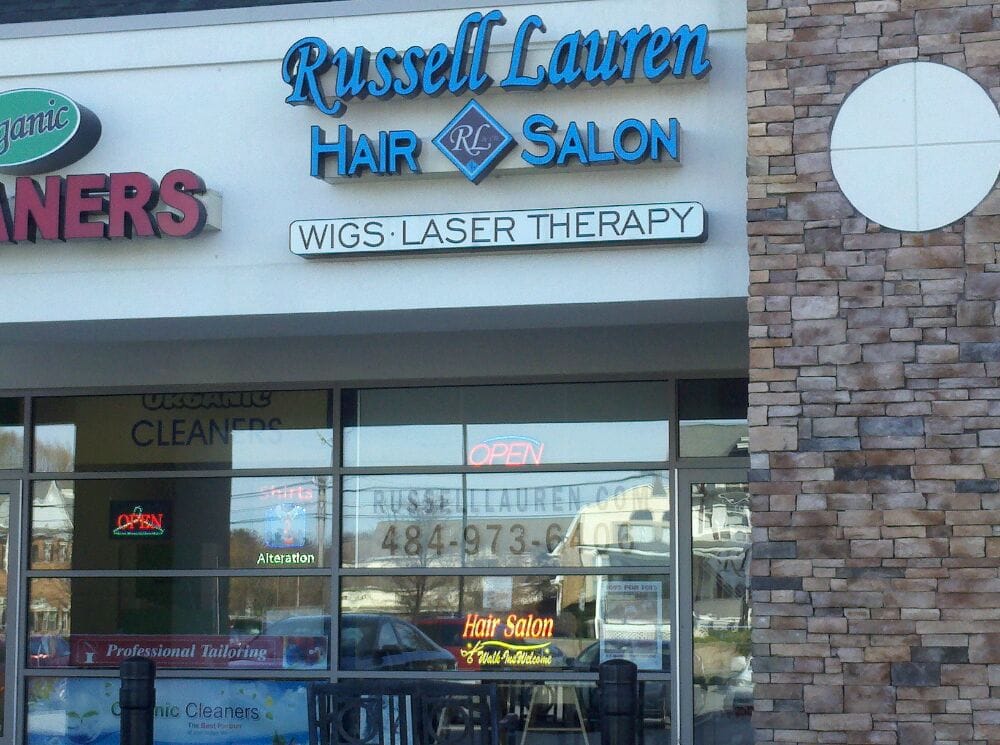 Russell Lauren
HAIR RL SALON
WIGS · LASER THERAPY
ganic
ANERS
ORGANIC
CLEANERS
OPEN
RUSSELLLAUREN.COM
484-973-6406
Shirts
OPEN
Alteration
Hair Salon
Walk-Ins Welcome
Professional Tailoring
Organic Cleaners